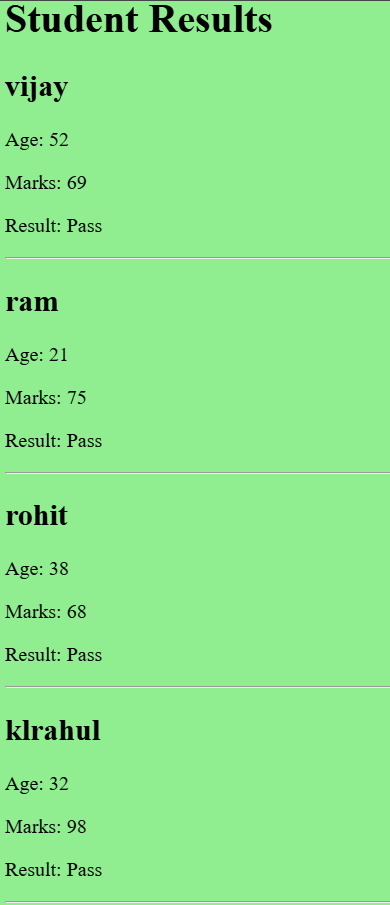 Student Results
vijay
Age: 52
Marks: 69
Result: Pass
ram
Age: 21
Marks: 75
Result: Pass
rohit
Age: 38
Marks: 68
Result: Pass
klrahul
Age: 32
Marks: 98
Result: Pass